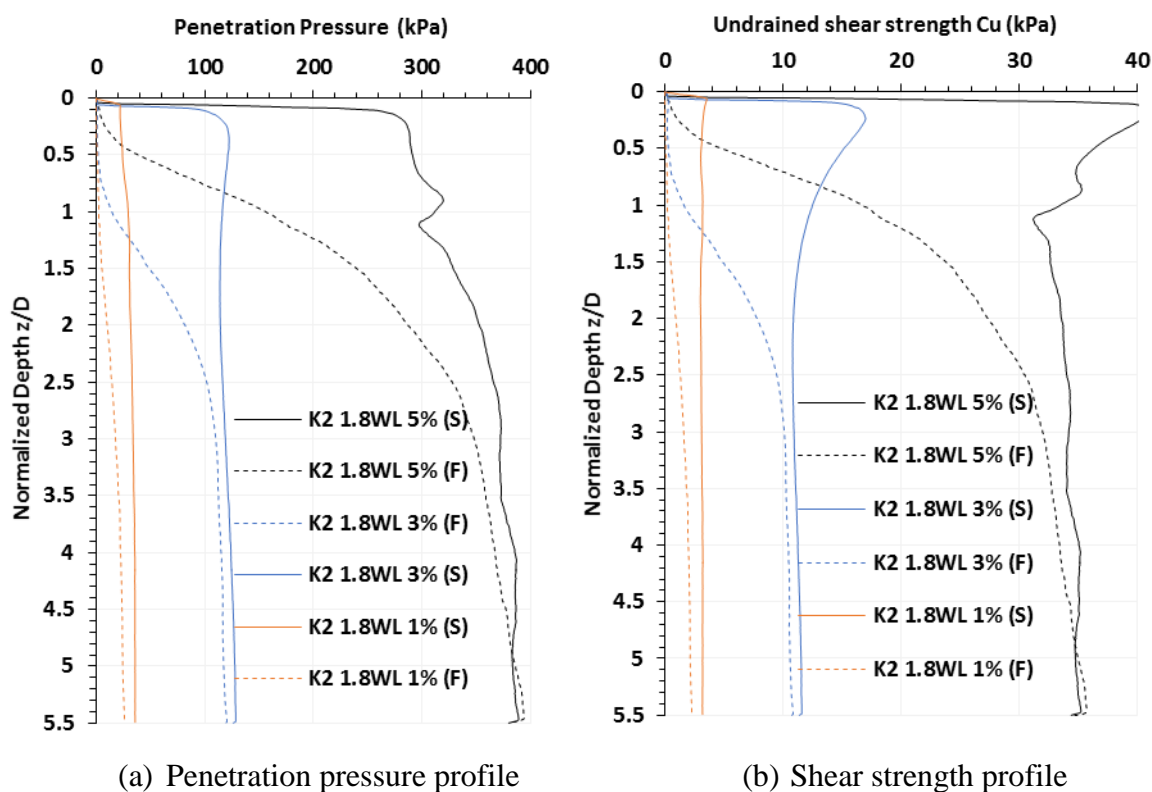 Penetration Pressure (kPa)
0 100 200 300 400
Normalized Depth z/D
0
0.5
1
1.5
2
2.5
3
3.5
4
4.5
5
5.5
K2 1.8WL 5% (S)
K2 1.8WL 5% (F)
K2 1.8WL 3% (F)
K2 1.8WL 3% (S)
K2 1.8WL 1% (S)
K2 1.8WL 1% (F)
(a) Penetration pressure profile
Undrained shear strength Cu (kPa)
0 10 20 30 40
Normalized Depth z/D
0
0.5
1
1.5
2
2.5
3
3.5
4
4.5
5
5.5
K2 1.8WL 5% (S)
K2 1.8WL 5% (F)
K2 1.8WL 3% (S)
K2 1.8WL 3% (F)
K2 1.8WL 1% (S)
K2 1.8WL 1% (F)
(b) Shear strength profile